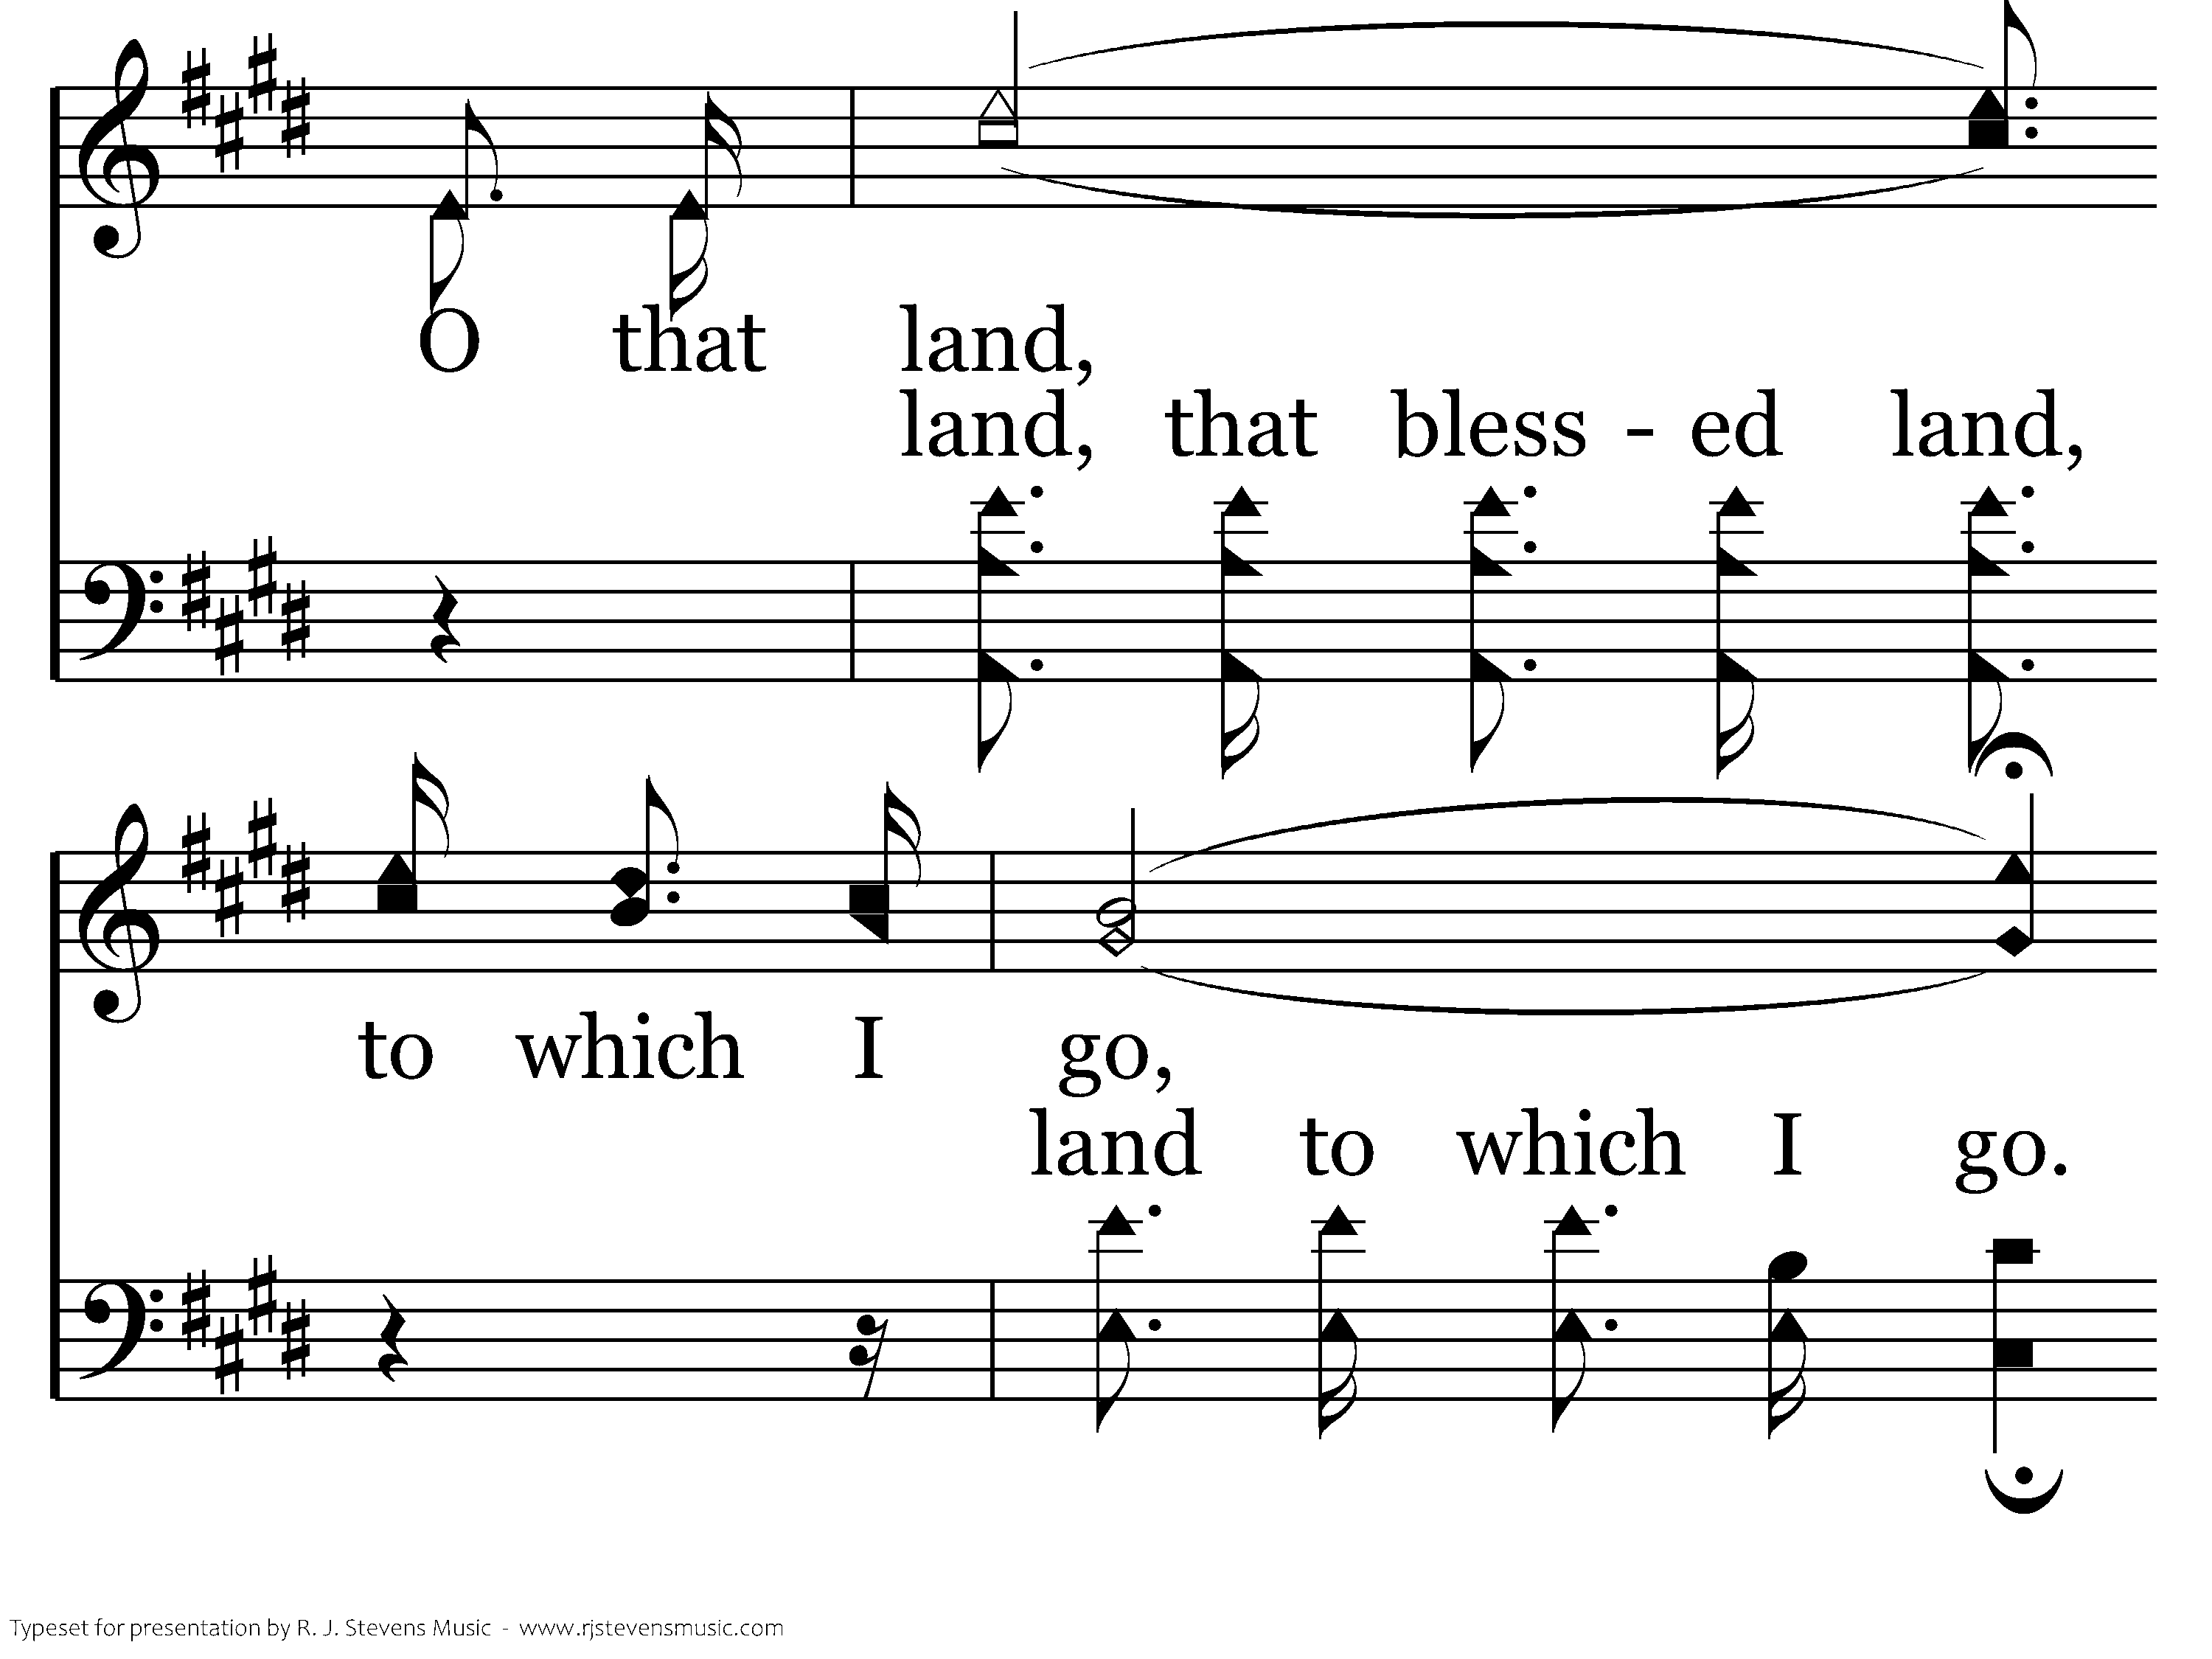 O that land,
land, that bless - ed land,
to which I go,
land to which I go.
Typeset for presentation by R. J. Stevens Music - www.rjstevensmusic.com